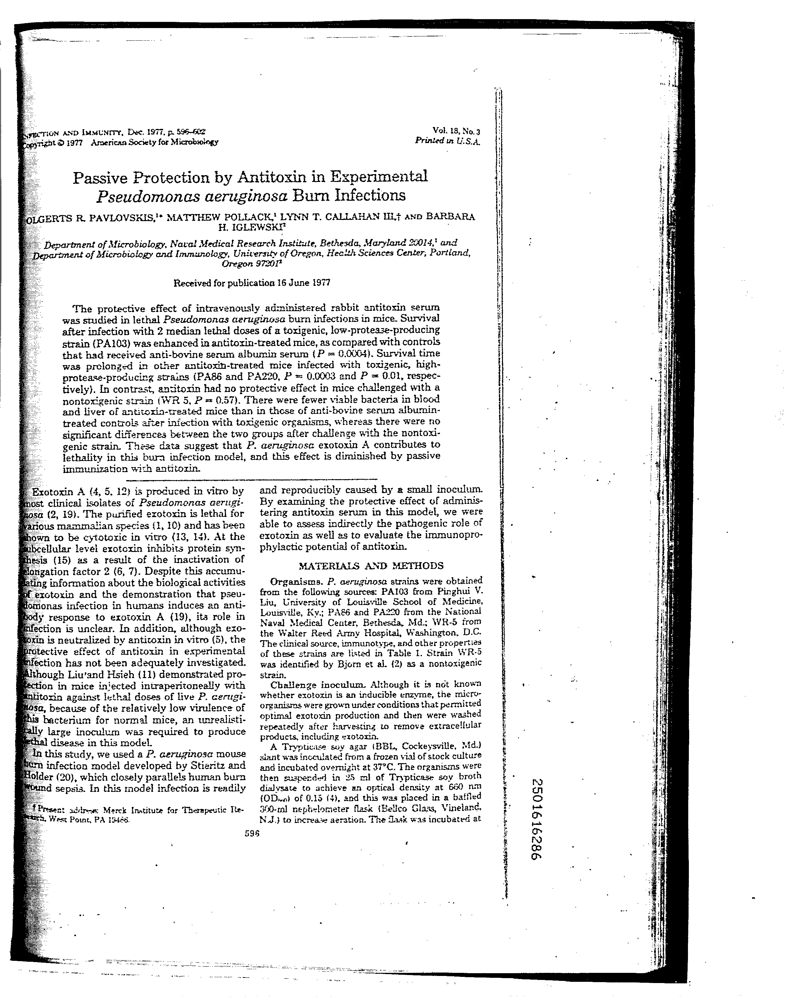 INFECTION AND IMMUNITY, Dec. 1977, p. 596–602
Copyright © 1977 American Society for Microbiology
Vol. 18, No. 3
Printed in U.S.A.
Passive Protection by Antitoxin in Experimental
Pseudomonas aeruginosa Burn Infections
OLGERTS R. PAVLOVSKIS,¹* MATTHEW POLLACK,¹ LYNN T. CALLAHAN III,† AND BARBARA
H. IGLEWSKI²
Department of Microbiology, Naval Medical Research Institute, Bethesda, Maryland 20014,¹ and
Department of Microbiology and Immunology, University of Oregon, Health Sciences Center, Portland,
Oregon 97201²
Received for publication 16 June 1977
The protective effect of intravenously administered rabbit antitoxin serum
was studied in lethal Pseudomonas aeruginosa burn infections in mice. Survival
after infection with 2 median lethal doses of a toxigenic, low-protease-producing
strain (PA103) was enhanced in antitoxin-treated mice, as compared with controls
that had received anti-bovine serum albumin serum (P = 0.0004). Survival time
was prolonged in other antitoxin-treated mice infected with toxigenic, high-
protease-producing strains (PA86 and PA220, P = 0.0003 and P = 0.01, respec-
tively). In contrast, antitoxin had no protective effect in mice challenged with a
nontoxigenic strain (WR 5, P = 0.57). There were fewer viable bacteria in blood
and liver of antitoxin-treated mice than in those of anti-bovine serum albumin-
treated controls after infection with toxigenic organisms, whereas there were no
significant differences between the two groups after challenge with the nontoxi-
genic strain. These data suggest that P. aeruginosa exotoxin A contributes to
lethality in this burn infection model, and this effect is diminished by passive
immunization with antitoxin.
Exotoxin A (4, 5, 12) is produced in vitro by
most clinical isolates of Pseudomonas aerugi-
nosa (2, 19). The purified exotoxin is lethal for
various mammalian species (1, 10) and has been
shown to be cytotoxic in vitro (13, 14). At the
subcellular level exotoxin inhibits protein syn-
thesis (15) as a result of the inactivation of
elongation factor 2 (6, 7). Despite this accumu-
lating information about the biological activities
of exotoxin and the demonstration that pseu-
domonas infection in humans induces an anti-
body response to exotoxin A (19), its role in
infection is unclear. In addition, although exo-
toxin is neutralized by antitoxin in vitro (5), the
protective effect of antitoxin in experimental
infection has not been adequately investigated.
Although Liu and Hsieh (11) demonstrated pro-
tection in mice injected intraperitoneally with
antitoxin against lethal doses of live P. aerugi-
nosa, because of the relatively low virulence of
this bacterium for normal mice, an unrealisti-
cally large inoculum was required to produce
lethal disease in this model.
In this study, we used a P. aeruginosa mouse
burn infection model developed by Stieritz and
Holder (20), which closely parallels human burn
wound sepsis. In this model infection is readily
† Present address: Merck Institute for Therapeutic Re-
search, West Point, PA 19486.
and reproducibly caused by a small inoculum.
By examining the protective effect of adminis-
tering antitoxin serum in this model, we were
able to assess indirectly the pathogenic role of
exotoxin as well as to evaluate the immunopro-
phylactic potential of antitoxin.
MATERIALS AND METHODS
Organisms. P. aeruginosa strains were obtained
from the following sources: PA103 from Pinghui V.
Liu, University of Louisville School of Medicine,
Louisville, Ky.; PA86 and PA220 from the National
Naval Medical Center, Bethesda, Md.; WR-5 from
the Walter Reed Army Hospital, Washington, D.C.
The clinical source, immunotype, and other properties
of these strains are listed in Table 1. Strain WR-5
was identified by Bjorn et al. (2) as a nontoxigenic
strain.
Challenge inoculum. Although it is not known
whether exotoxin is an inducible enzyme, the micro-
organisms were grown under conditions that permitted
optimal exotoxin production and then were washed
repeatedly after harvesting to remove extracellular
products, including exotoxin.
A Trypticase soy agar (BBL, Cockeysville, Md.)
slant was inoculated from a frozen vial of stock culture
and incubated overnight at 37°C. The organisms were
then suspended in 25 ml of Trypticase soy broth
dialysate to achieve an optical density at 660 nm
of 0.15 (4), and this was placed in a baffled
300-ml nephelometer flask (Bellco Glass, Vineland,
N.J.) to increase aeration. The flask was incubated at
596
2501616286